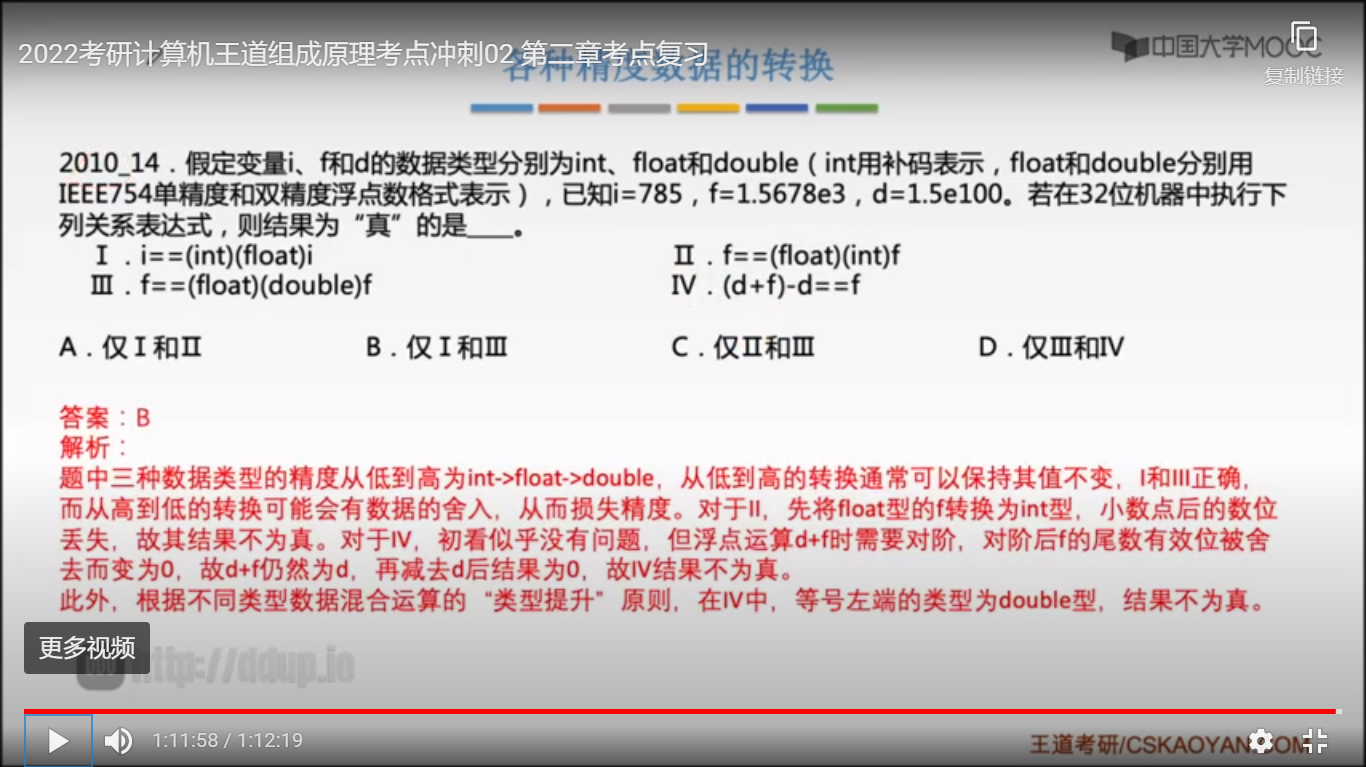 2022考研计算机王道组成原理考点冲刺02 第二章考点复习
各种精度数据的转换
中国大学MOOC
复制链接
2010_14．假定变量i、f和d的数据类型分别为int、float和double（int用补码表示，float和double分别用
IEEE754单精度和双精度浮点数格式表示），已知i=785，f=1.5678e3，d=1.5e100。若在32位机器中执行下
列关系表达式，则结果为“真”的是____。
Ⅰ．i==(int)(float)i Ⅱ．f==(float)(int)f
Ⅲ．f==(float)(double)f Ⅳ．(d+f)-d==f
A．仅Ⅰ和Ⅱ B．仅Ⅰ和Ⅲ C．仅Ⅱ和Ⅲ D．仅Ⅲ和Ⅳ
答案：B
解析：
题中三种数据类型的精度从低到高为int->float->double，从低到高的转换通常可以保持其值不变，I和III正确，
而从高到低的转换可能会有数据的舍入，从而损失精度。对于II，先将float型的f转换为int型，小数点后的数位
丢失，故其结果不为真。对于IV，初看似乎没有问题，但浮点运算d+f时需要对阶，对阶后f的尾数有效位被舍
去而变为0，故d+f仍然为d，再减去d后结果为0，故IV结果不为真。
此外，根据不同类型数据混合运算的“类型提升”原则，在IV中，等号左端的类型为double型，结果不为真。
更多视频
http://ddup.io
1:11:58 / 1:12:19
王道考研/CSKAOYAN.COM